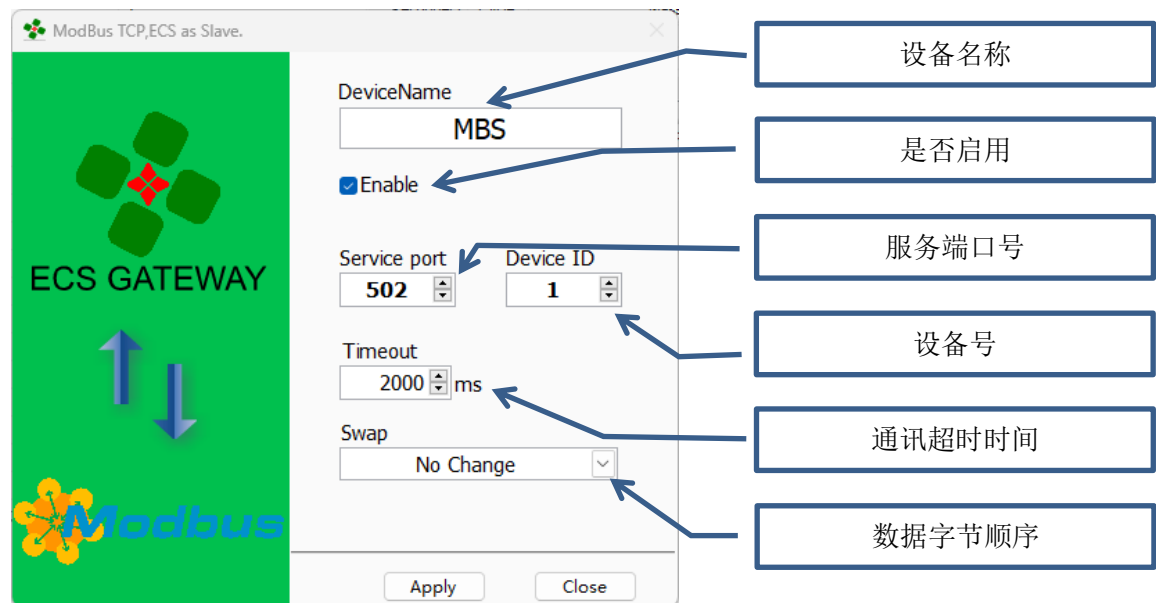 ModBus TCP,ECS as Slave.
设备名称
DeviceName
MBS
是否启用
Enable
服务端口号
Service port
Device ID
ECS GATEWAY
502
1
设备号
Timeout
2000 ms
通讯超时时间
Swap
No Change
Modbus
数据字节顺序
Apply
Close